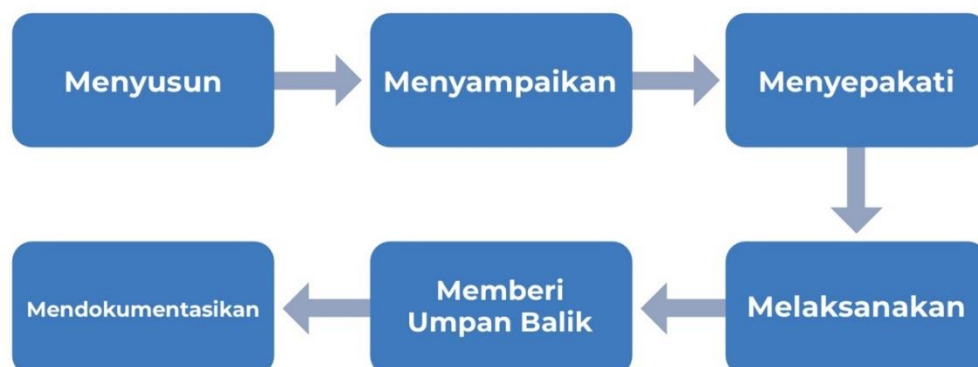 Menyusun
Menyampaikan
Menyepakati
Melaksanakan
Memberi
Umpan Balik
Mendokumentasikan